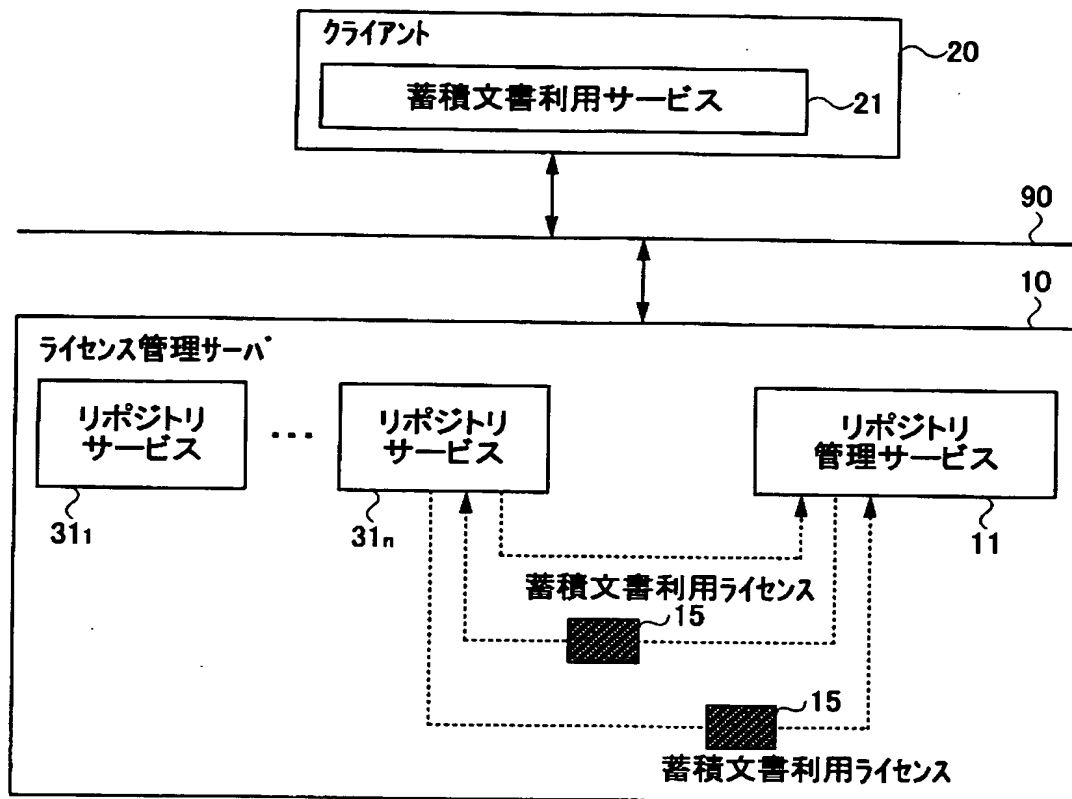 クライアント
20
蓄積文書利用サービス
21
90
10
ライセンス管理サーバ
リポジトリ
サービス
・・・
リポジトリ
サービス
リポジトリ
管理サービス
31₁
31ₙ
11
蓄積文書利用ライセンス
15
15
蓄積文書利用ライセンス